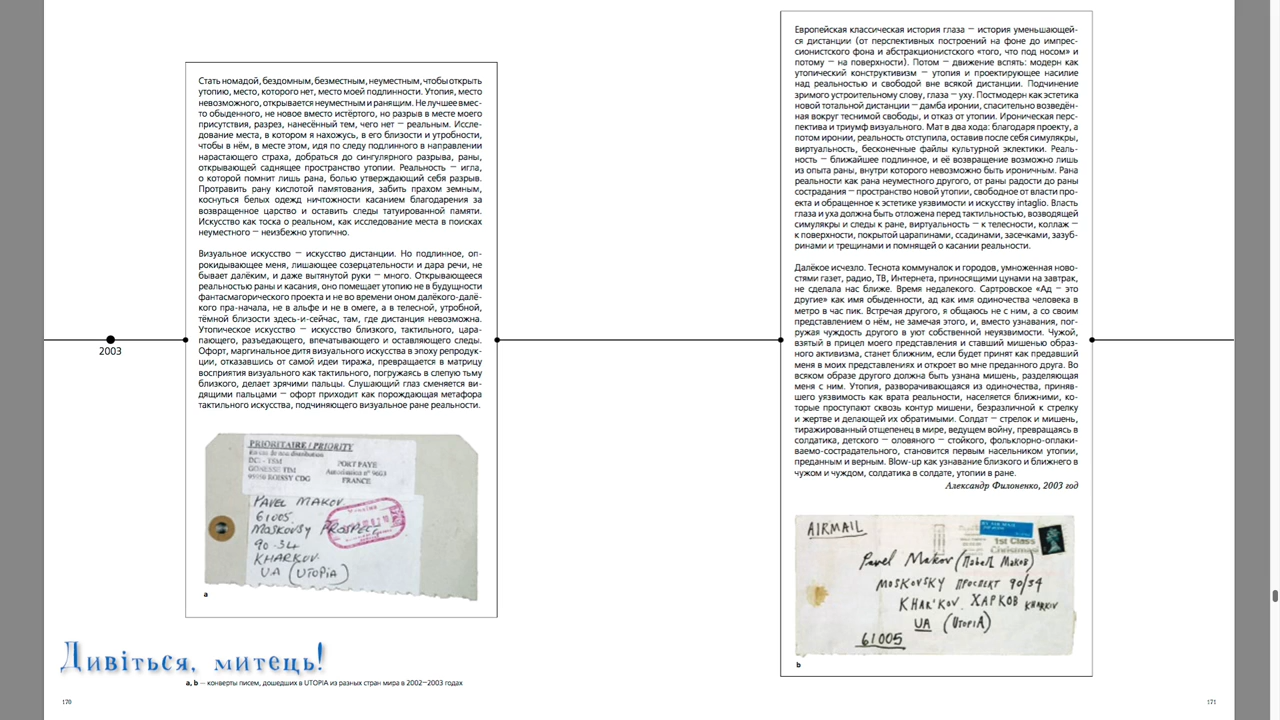 Стать номадой, бездомным, безместным, неуместным, чтобы открыть
утопию, место, которого нет, место моей подлинности. Утопия, место
невозможного, открывается неуместным и ранящим. Не лучшее вмес-
то обыденного, не новое вместо истёртого, но разрыв в месте моего
присутствия, разрез, нанесённый тем, чего нет – реальным. Иссле-
дование места, в котором я нахожусь, в его близости и утробности,
чтобы в нём, в месте этом, идя по следу подлинного в направлении
нарастающего страха, добраться до сингулярного разрыва, раны,
открывающей саднящее пространство утопии. Реальность – игла,
о которой помнит лишь рана, болью утверждающий себя разрыв.
Протравить рану кислотой памятования, забить прахом земным,
коснуться белых одежд ничтожности касанием благодарения за
возвращенное царство и оставить следы татуированной памяти.
Искусство как тоска о реальном, как исследование места в поисках
неуместного – неизбежно утопично.
Визуальное искусство – искусство дистанции. Но подлинное, оп-
рокидывающее меня, лишающее созерцательности и дара речи, не
бывает далёким, и даже вытянутой руки – много. Открывающееся
реальностью раны и касания, оно помещает утопию не в будущности
фантасмагорического проекта и не во времени оном далёкого-далё-
кого пра-начала, не в альфе и не в омеге, а в телесной, утробной,
тёмной близости здесь-и-сейчас, там, где дистанция невозможна.
Утопическое искусство – искусство близкого, тактильного, цара-
пающего, разъедающего, впечатывающего и оставляющего следы.
Офорт, маргинальное дитя визуального искусства в эпоху репродук-
ции, отказавшись от самой идеи тиража, превращается в матрицу
восприятия визуального как тактильного, погружаясь в слепую тьму
близкого, делает зрячими пальцы. Слушающий глаз сменяется ви-
дящими пальцами – офорт приходит как порождающая метафора
тактильного искусства, подчиняющего визуальное ране реальности.
PRIORITAIRE / PRIORITY
En cas de non distribution
DCI - TSM
GONESSE TIM
95950 ROISSY CDG
PORT PAYE
Autorisation n° 9603
FRANCE
PAVEL MAKOV
61005
MOSKOVSY PROSPECT
90-34
KHARKOV
UA (UTOPIA)
a
2003
Дивіться, митець!
a, b – конверты писем, дошедших в UTOPIA из разных стран мира в 2002–2003 годах
170
Европейская классическая история глаза – история уменьшающей-
ся дистанции (от перспективных построений на фоне до импрес-
сионистского фона и абстракционистского «того, что под носом» и
потому – на поверхности). Потом – движение вспять: модерн как
утопический конструктивизм – утопия и проектирующее насилие
над реальностью и свободой вне всякой дистанции. Подчинение
зримого устроительному слову, глаза – уху. Постмодерн как эстетика
новой тотальной дистанции – дамба иронии, спасительно возведён-
ная вокруг теснимой свободы, и отказ от утопии. Ироническая перс-
пектива и триумф визуального. Мат в два хода: благодаря проекту, а
потом иронии, реальность отступила, оставив после себя симулякры,
виртуальность, бесконечные файлы культурной эклектики. Реаль-
ность – ближайшее подлинное, и её возвращение возможно лишь
из опыта раны, внутри которого невозможно быть ироничным. Рана
реальности как рана неуместного другого, от раны радости до раны
сострадания – пространство новой утопии, свободное от власти про-
екта и обращенное к эстетике уязвимости и искусству intaglio. Власть
глаза и уха должна быть отложена перед тактильностью, возводящей
симулякры и следы к ране, виртуальность – к телесности, коллаж –
к поверхности, покрытой царапинами, ссадинами, засечками, зазуб-
ринами и трещинами и помнящей о касании реальности.
Далёкое исчезло. Теснота коммуналок и городов, умноженная ново-
стями газет, радио, ТВ, Интернета, приносящими цунами на завтрак,
не сделала нас ближе. Время недалекого. Сартровское «Ад – это
другие» как имя обыденности, ад как имя одиночества человека в
метро в час пик. Встречая другого, я общаюсь не с ним, а со своим
представлением о нём, не замечая этого, и, вместо узнавания, пог-
ружая чуждость другого в уют собственной неуязвимости. Чужой,
взятый в прицел моего представления и ставший мишенью образ-
ного активизма, станет ближним, если будет принят как предавший
меня в моих представлениях и откроет во мне преданного друга. Во
всяком образе другого должна быть узнана мишень, разделяющая
меня с ним. Утопия, разворачивающаяся из одиночества, приняв-
шего уязвимость как врата реальности, населяется ближними, ко-
торые проступают сквозь контур мишени, безразличной к стрелку
и жертве и делающей их обратимыми. Солдат – стрелок и мишень,
тиражированный отщепенец в мире, ведущем войну, превращаясь в
солдатика, детского – оловяного – стойкого, фольклорно-оплаки-
ваемо-сострадательного, становится первым насельником утопии,
преданным и верным. Blow-up как узнавание близкого и ближнего в
чужом и чуждом, солдатика в солдате, утопии в ране.
Александр Филоненко, 2003 год
AIRMAIL
1st Class
Christmas
Pavel Makov (Павел Маков)
MOSKOVSKY ПРОСПЕКТ 90/34
KHAR'KOV. ХАРКОВ KHARKIV
UA (UTOPIA)
61005
b
171